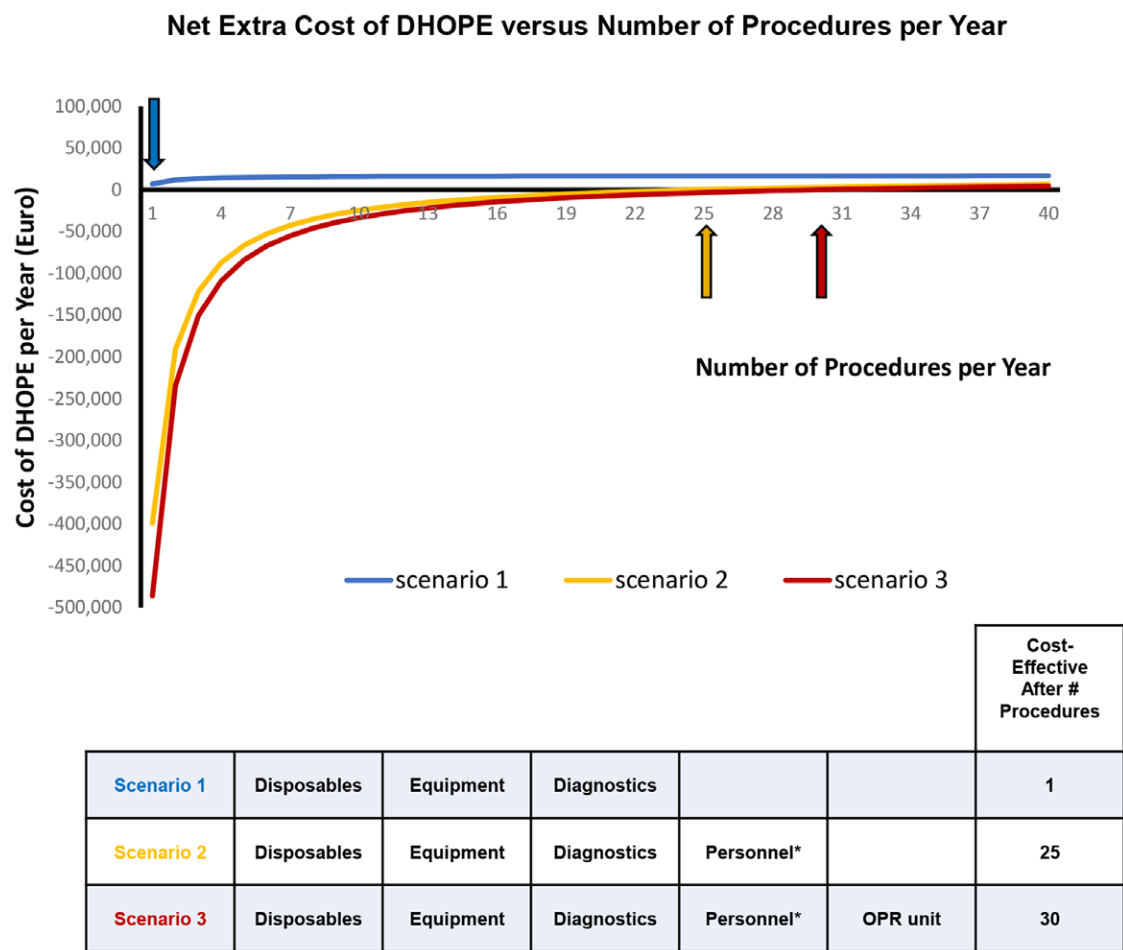 Net Extra Cost of DHOPE versus Number of Procedures per Year
100,000
50,000
0
-50,000
-100,000
-150,000
-200,000
-250,000
-300,000
-350,000
-400,000
-450,000
-500,000
Cost of DHOPE per Year (Euro)
1 4 7 10 13 16 19 22 25 28 31 34 37 40
Number of Procedures per Year
scenario 1 scenario 2 scenario 3
Cost-
Effective
After #
Procedures
Scenario 1 Disposables Equipment Diagnostics 1
Scenario 2 Disposables Equipment Diagnostics Personnel* 25
Scenario 3 Disposables Equipment Diagnostics Personnel* OPR unit 30